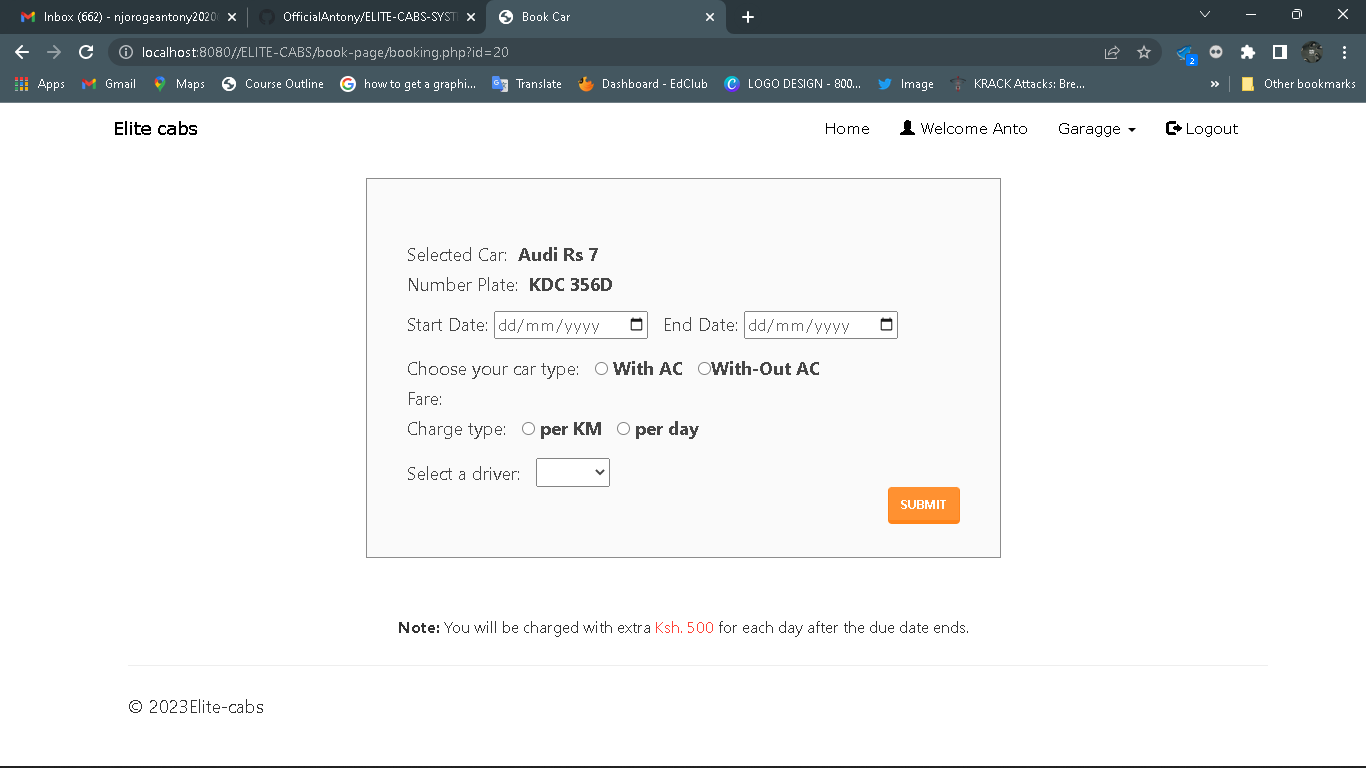 Inbox (662) - njorogeantony2020
OfficialAntony/ELITE-CABS-SYST
Book Car
localhost:8080//ELITE-CABS/book-page/booking.php?id=20
2
Apps
Gmail
Maps
Course Outline
how to get a graphi...
Translate
Dashboard - EdClub
LOGO DESIGN - 800...
Image
KRACK Attacks: Bre...
»
Other bookmarks
Elite cabs
Home
Welcome Anto
Garagge
Logout
Selected Car: Audi Rs 7
Number Plate: KDC 356D
Start Date: dd/mm/yyyy End Date: dd/mm/yyyy
Choose your car type: With AC With-Out AC
Fare:
Charge type: per KM per day
Select a driver:
SUBMIT
Note: You will be charged with extra Ksh. 500 for each day after the due date ends.
© 2023Elite-cabs